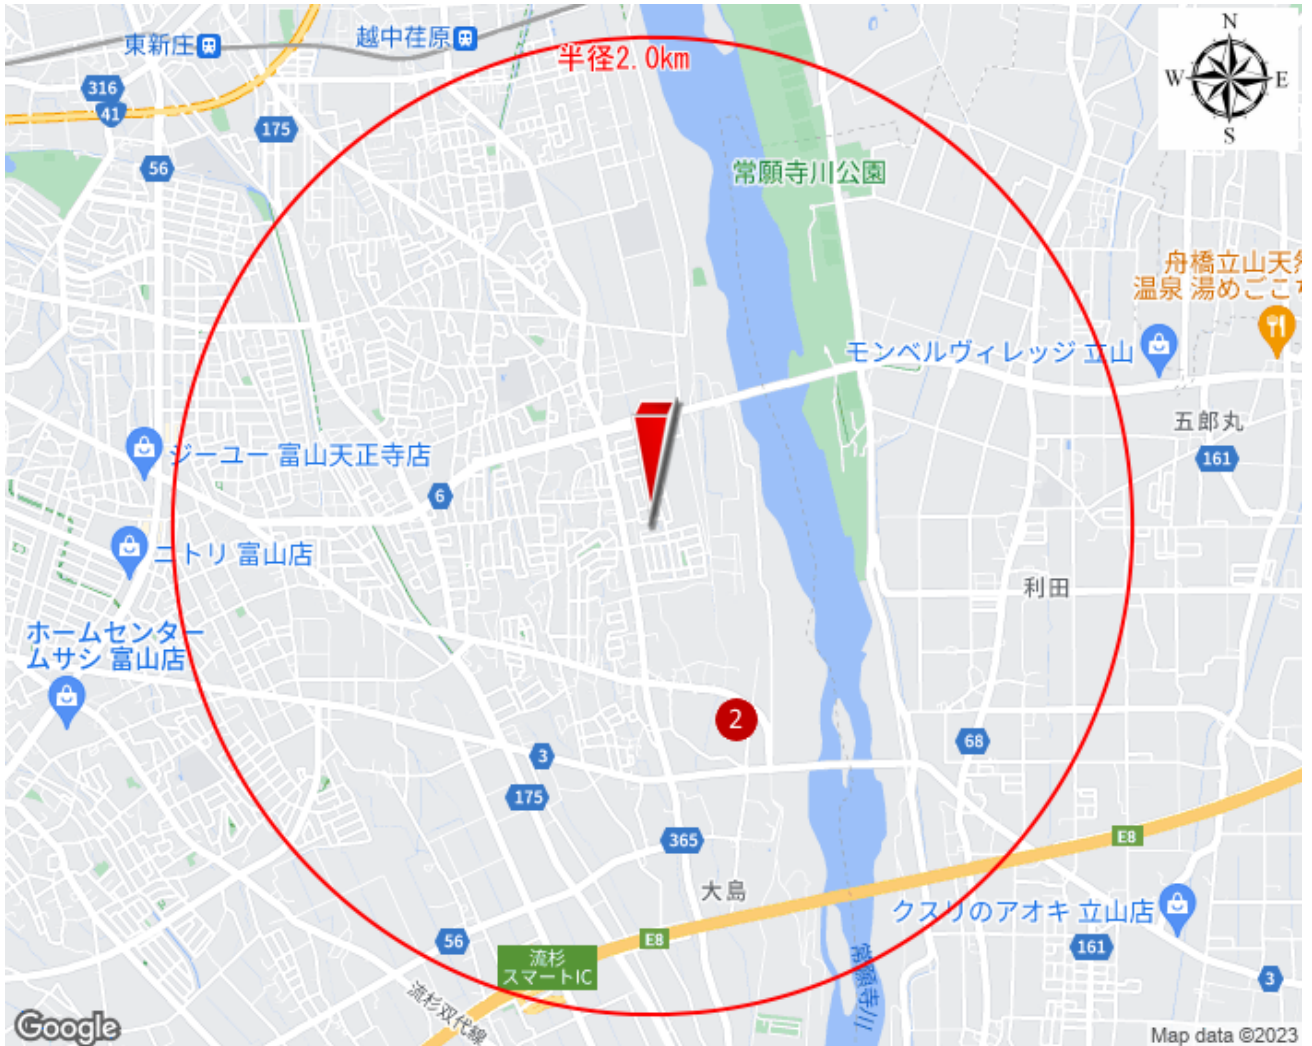 N
W E
S
東新庄
越中荏原
半径2.0km
316
41
175
56
常願寺川公園
舟橋立山天然
温泉 湯めごこち
モンベルヴィレッジ 立山
五郎丸
161
ジーユー 富山天正寺店
6
ニトリ 富山店
利田
ホームセンター
ムサシ 富山店
2
68
3
175
365
E8
大島
クスリのアオキ 立山店
56
E8
161
流杉
スマートIC
3
常願寺川
流杉双代線
Google
Map data ©2023